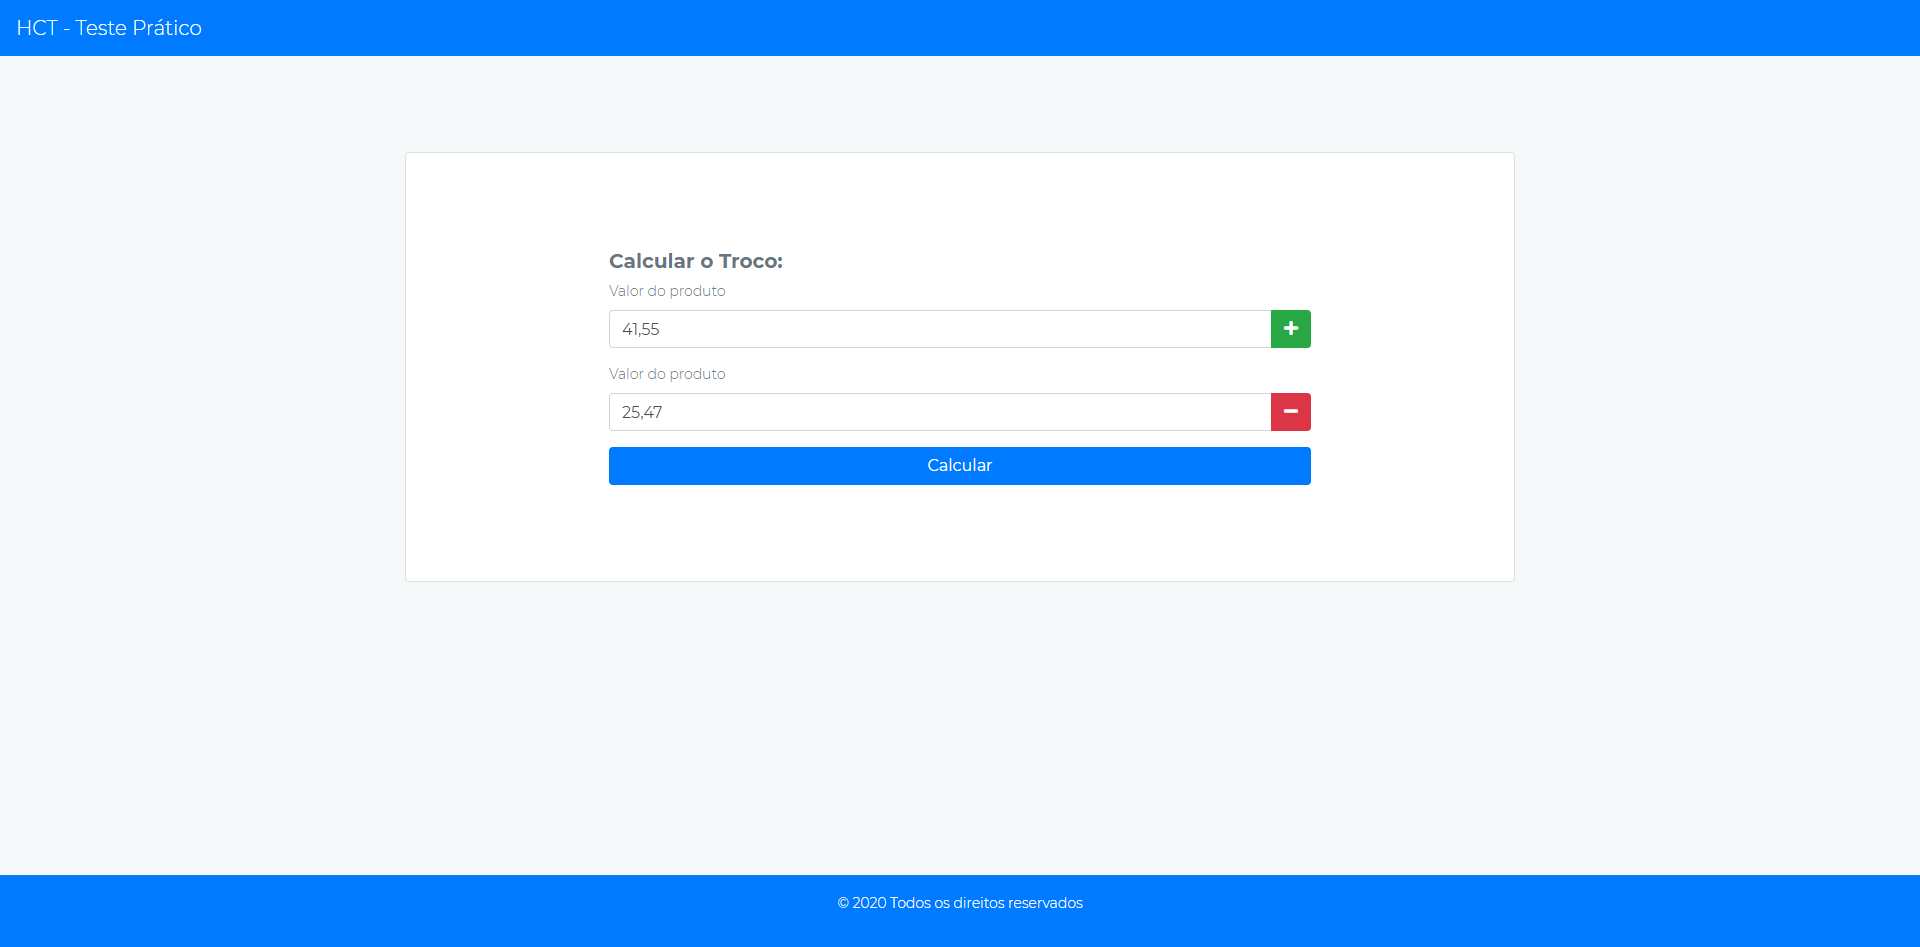 HCT - Teste Prático
Calcular o Troco:
Valor do produto
41,55
Valor do produto
25,47
Calcular
© 2020 Todos os direitos reservados